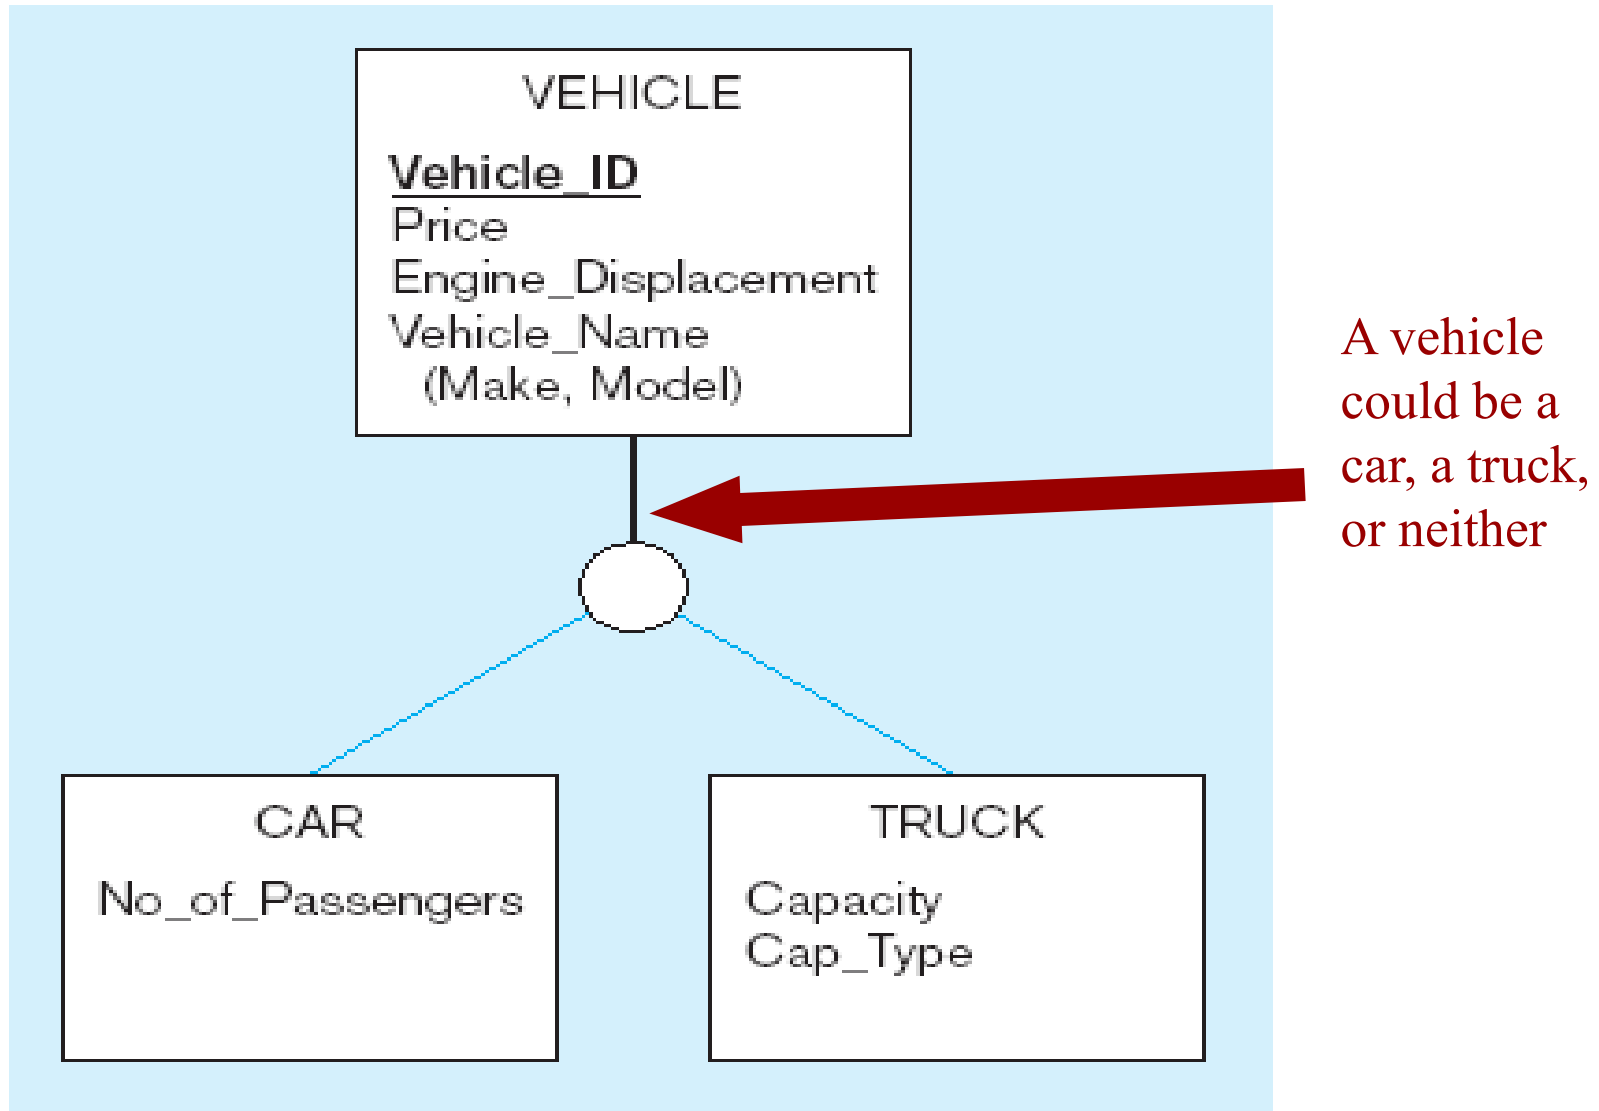 VEHICLE
Vehicle_ID
Price
Engine_Displacement
Vehicle_Name
(Make, Model)
A vehicle
could be a
car, a truck,
or neither
CAR
No_of_Passengers
TRUCK
Capacity
Cap_Type